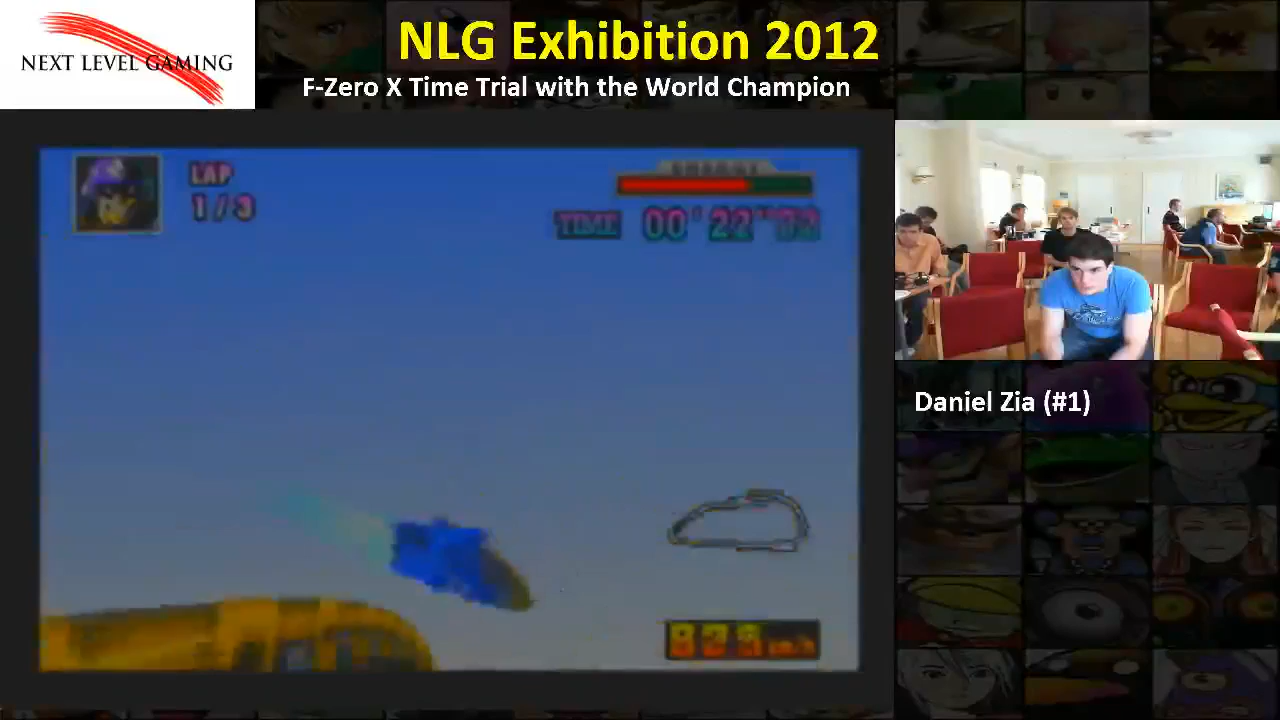 NEXT LEVEL GAMING
NLG Exhibition 2012
F-Zero X Time Trial with the World Champion
LAP
1/3
ENERGY
TIME
Daniel Zia (#1)